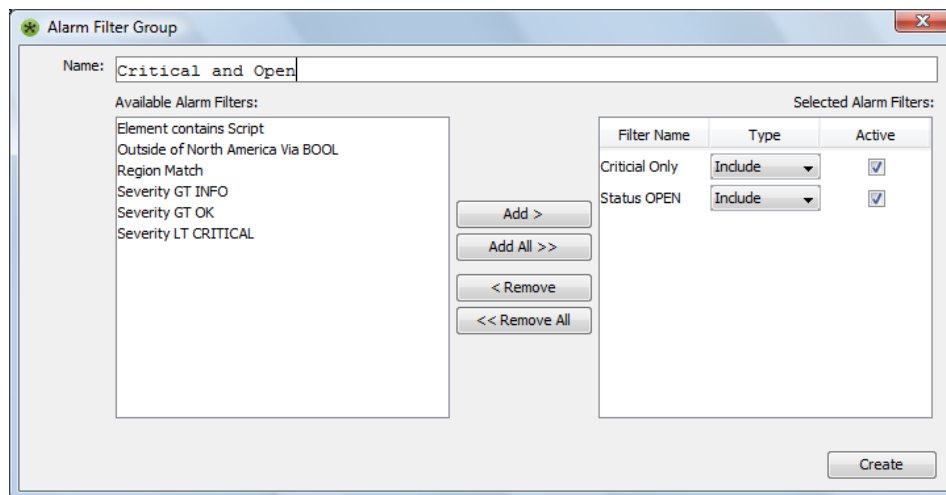 Alarm Filter Group
X
Name: Critical and Open
Available Alarm Filters:
Selected Alarm Filters:
Element contains Script
Outside of North America Via BOOL
Region Match
Severity GT INFO
Severity GT OK
Severity LT CRITICAL
Add >
Add All >>
< Remove
<< Remove All
Filter Name Type Active
Criticial Only Include
Status OPEN Include
Create